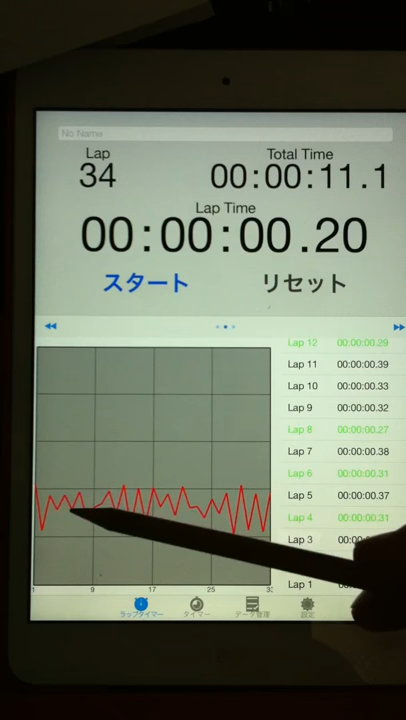 No Name
Lap
34
Total Time
00:00:11.1
Lap Time
00:00:00.20
スタート リセット
Lap 12 00:00:00.29
Lap 11 00:00:00.39
Lap 10 00:00:00.33
Lap 9 00:00:00.32
Lap 8 00:00:00.27
Lap 7 00:00:00.38
Lap 6 00:00:00.31
Lap 5 00:00:00.37
Lap 4 00:00:00.31
Lap 3
Lap 1
1 9 17 25
ラップタイマー タイマー データ管理 設定